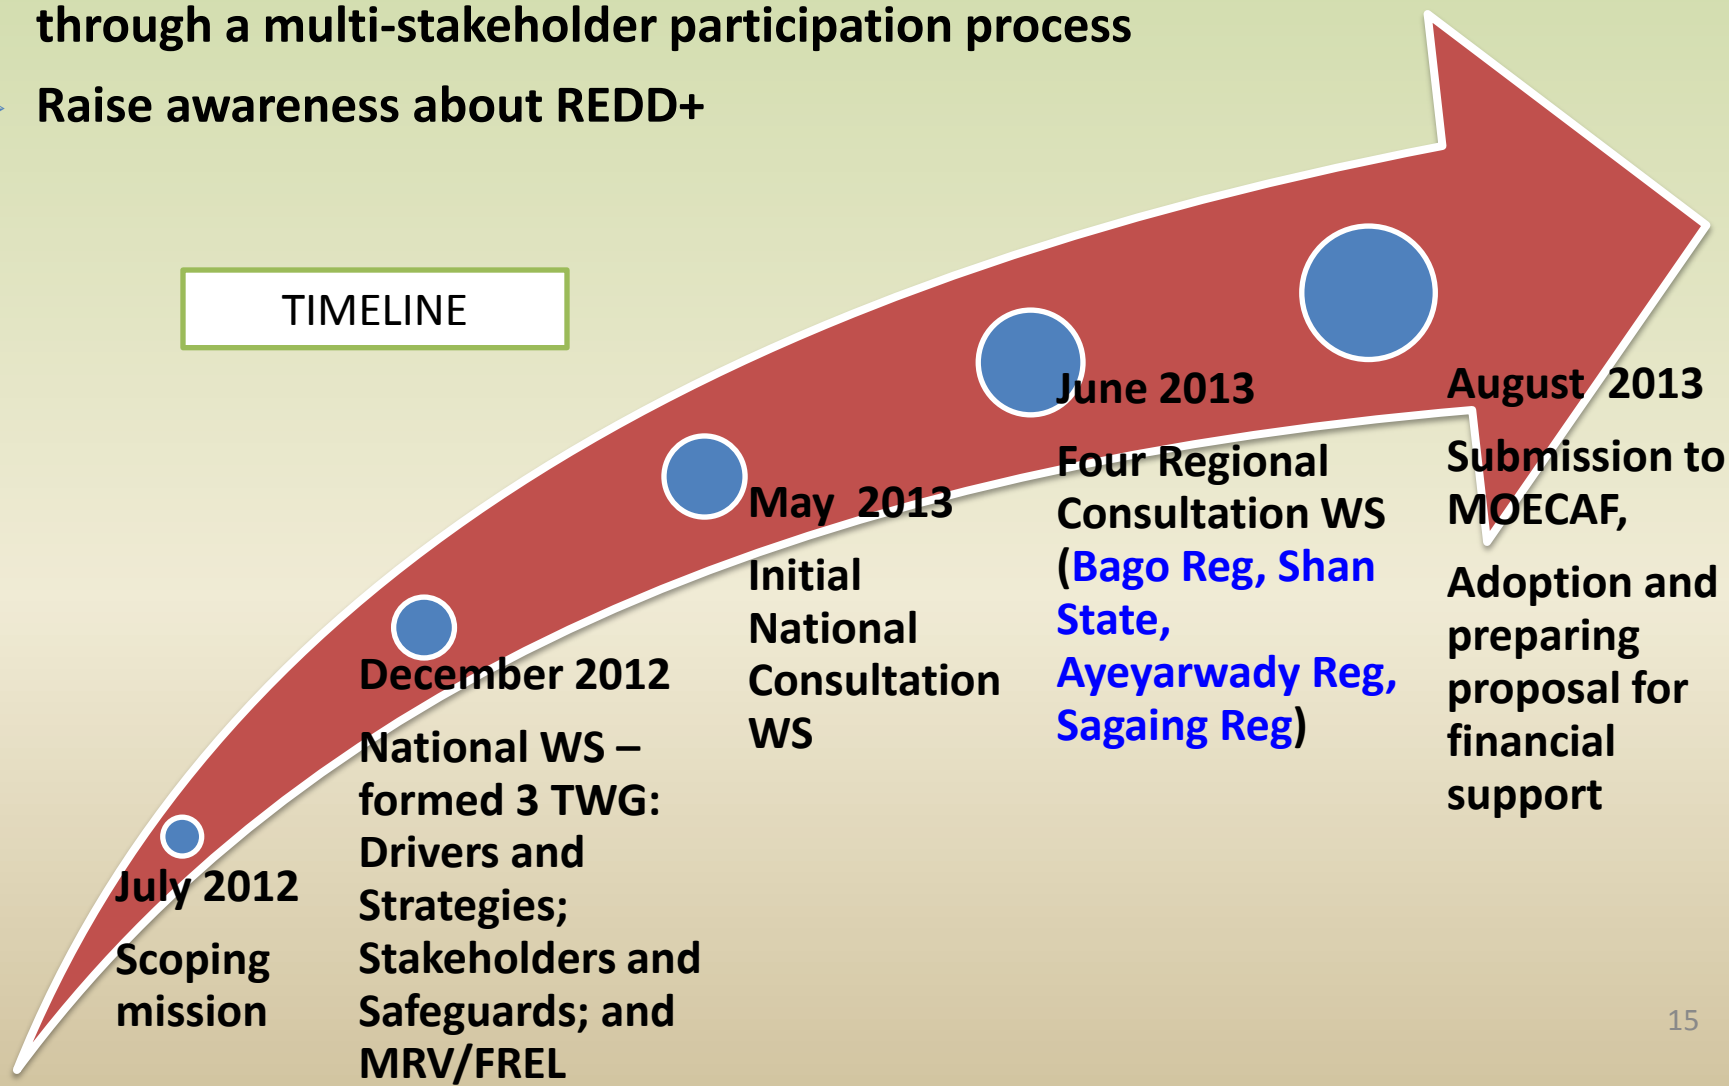 through a multi-stakeholder participation process
Raise awareness about REDD+
TIMELINE
July 2012
Scoping
mission
December 2012
National WS –
formed 3 TWG:
Drivers and
Strategies;
Stakeholders and
Safeguards; and
MRV/FREL
May 2013
Initial
National
Consultation
WS
June 2013
Four Regional
Consultation WS
(Bago Reg, Shan
State,
Ayeyarwady Reg,
Sagaing Reg)
August 2013
Submission to
MOECAF,
Adoption and
preparing
proposal for
financial
support
15